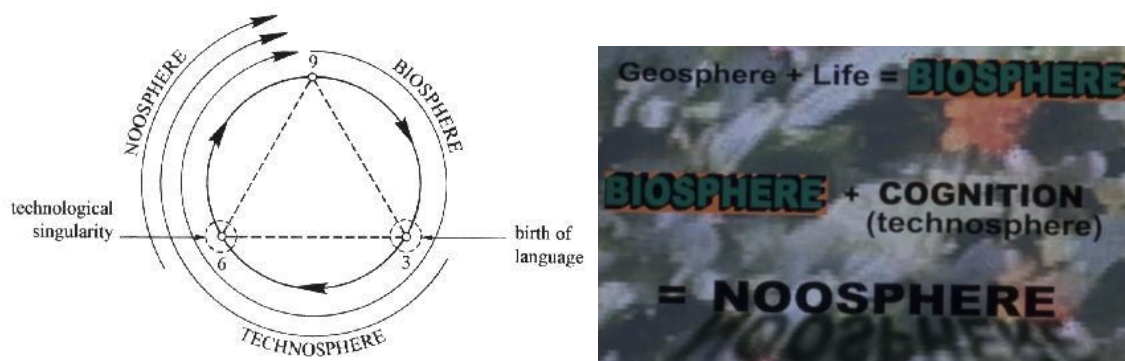 9
NOOSPHERE
BIOSPHERE
technological
singularity
birth of
language
6
3
TECHNOSPHERE
Geosphere + Life = BIOSPHERE
BIOSPHERE + COGNITION
(technosphere)
= NOOSPHERE